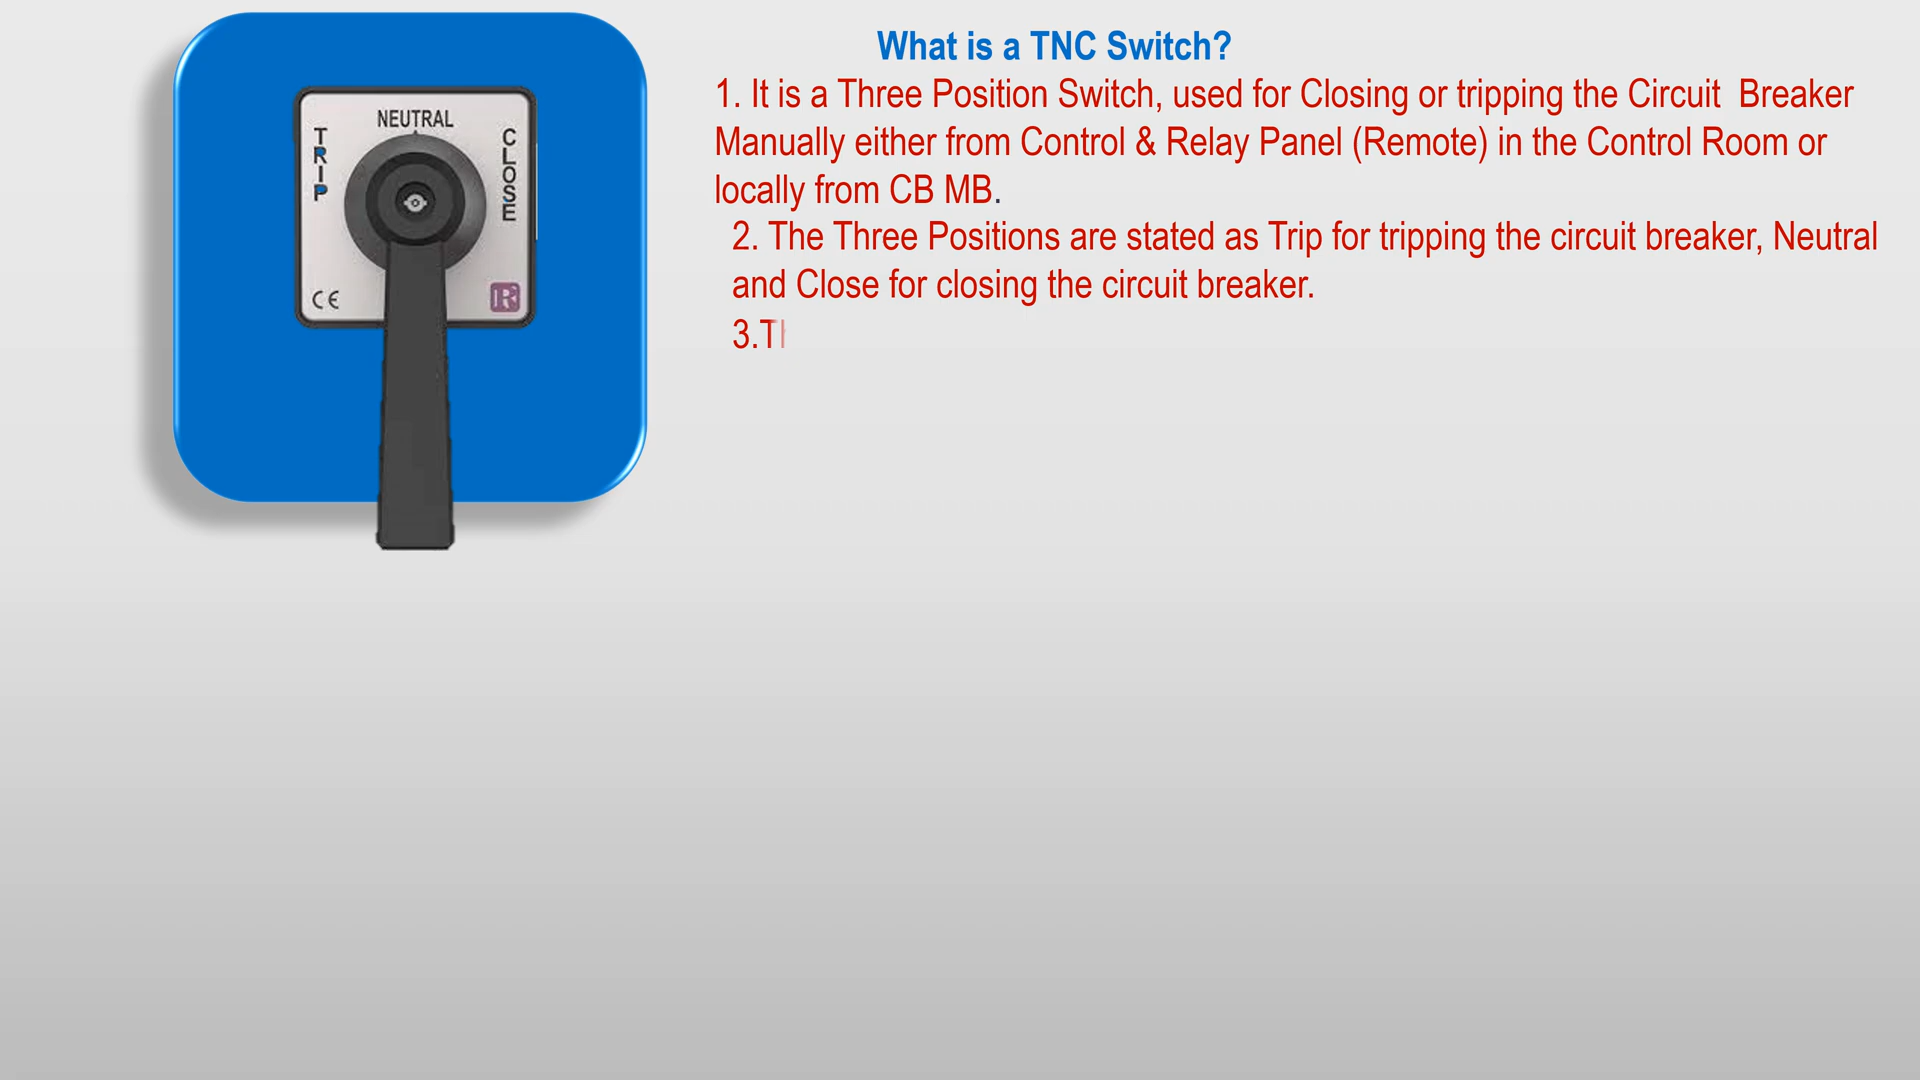 What is a TNC Switch?
1. It is a Three Position Switch, used for Closing or tripping the Circuit  Breaker
Manually either from Control & Relay Panel (Remote) in the Control Room or
locally from CB MB.
2. The Three Positions are stated as Trip for tripping the circuit breaker, Neutral
and Close for closing the circuit breaker.
3.Th
NEUTRAL
TRIP
CLOSE
CE
R